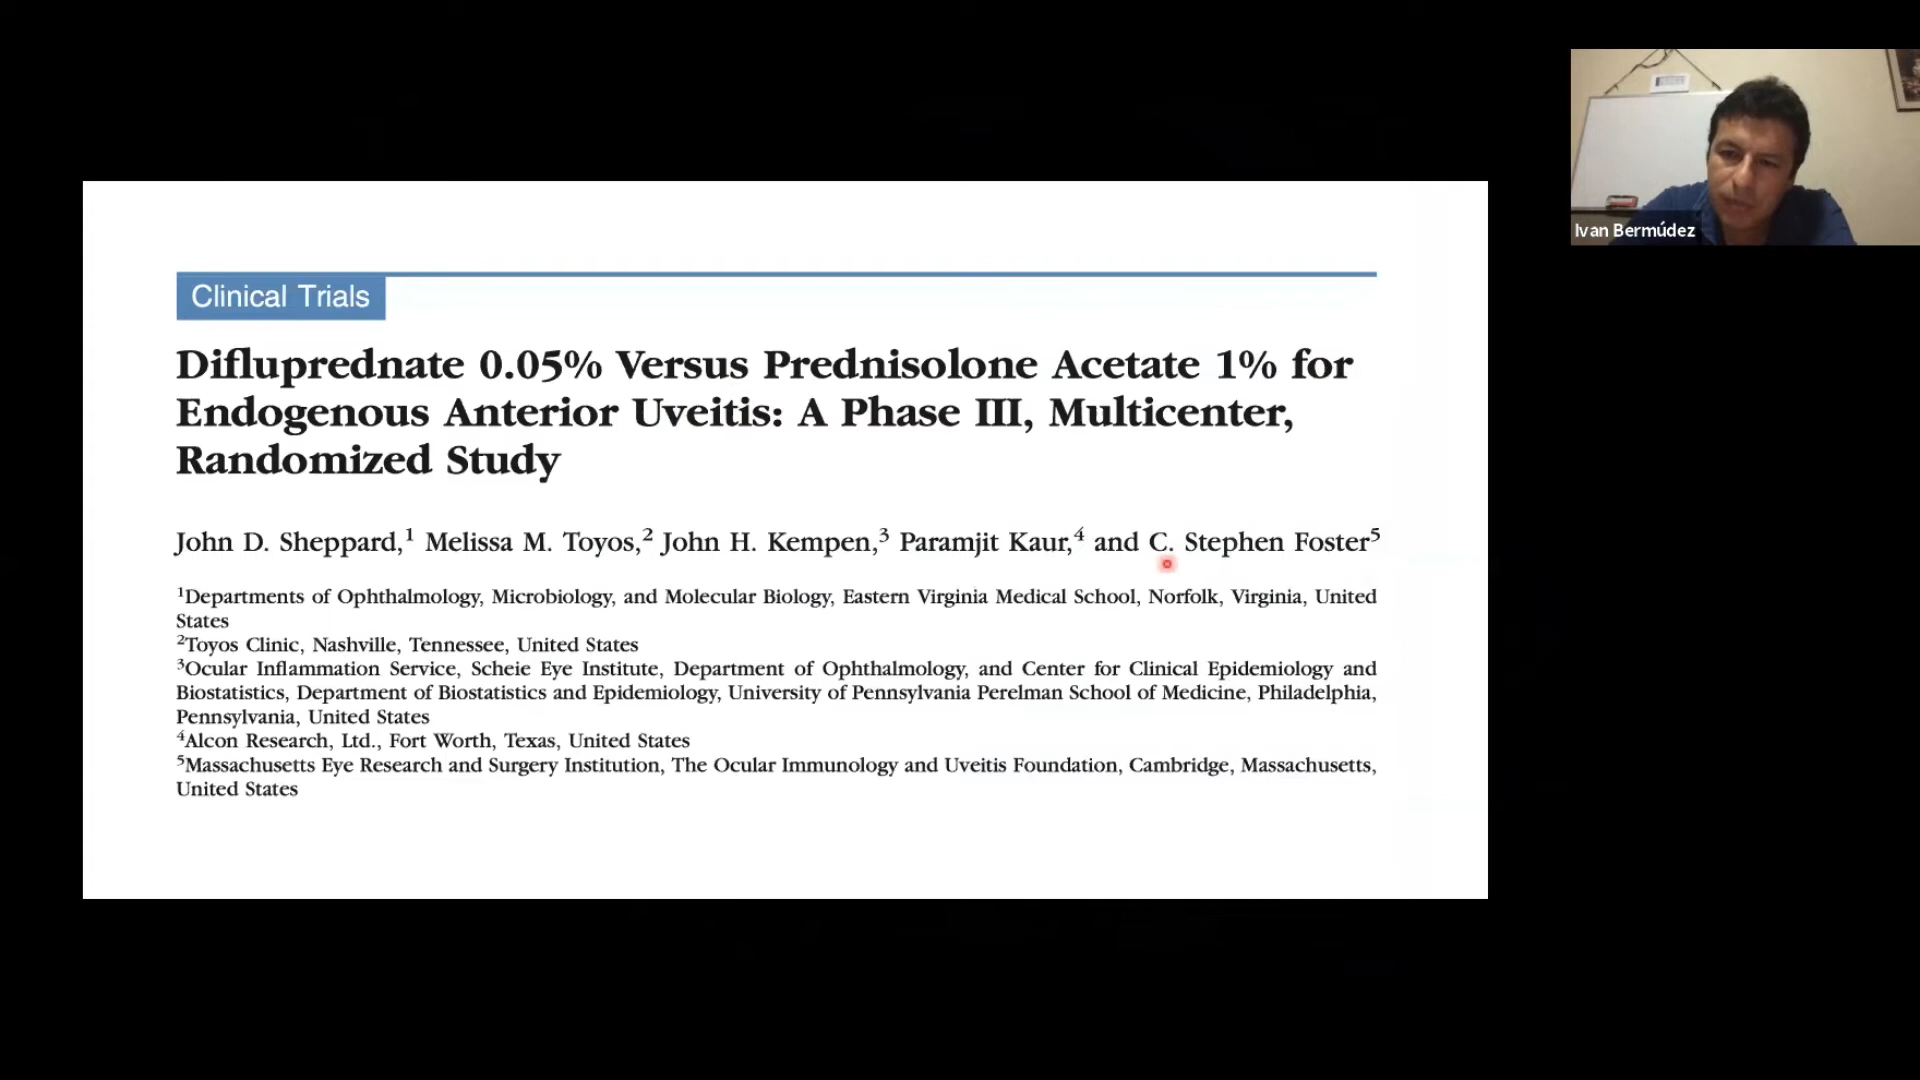 Clinical Trials
Difluprednate 0.05% Versus Prednisolone Acetate 1% for
Endogenous Anterior Uveitis: A Phase III, Multicenter,
Randomized Study
John D. Sheppard,¹ Melissa M. Toyos,² John H. Kempen,³ Paramjit Kaur,⁴ and C. Stephen Foster⁵
¹Departments of Ophthalmology, Microbiology, and Molecular Biology, Eastern Virginia Medical School, Norfolk, Virginia, United
States
²Toyos Clinic, Nashville, Tennessee, United States
³Ocular Inflammation Service, Scheie Eye Institute, Department of Ophthalmology, and Center for Clinical Epidemiology and
Biostatistics, Department of Biostatistics and Epidemiology, University of Pennsylvania Perelman School of Medicine, Philadelphia,
Pennsylvania, United States
⁴Alcon Research, Ltd., Fort Worth, Texas, United States
⁵Massachusetts Eye Research and Surgery Institution, The Ocular Immunology and Uveitis Foundation, Cambridge, Massachusetts,
United States
Ivan Bermúdez